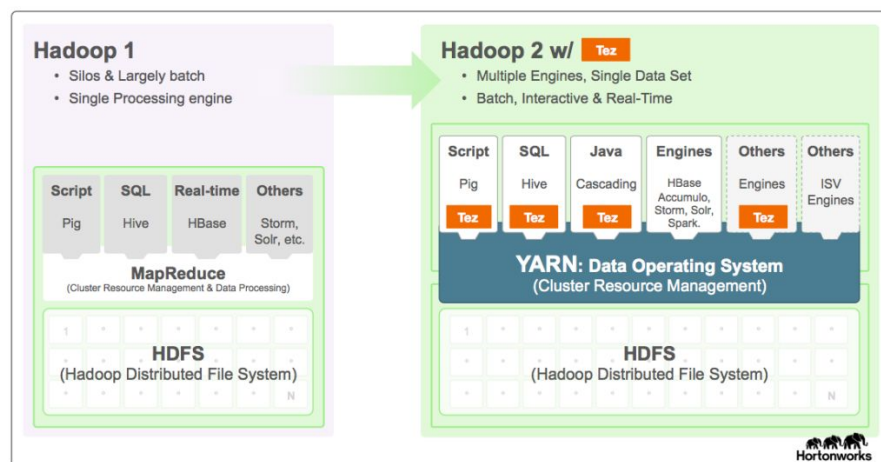 Hadoop 1
• Silos & Largely batch
• Single Processing engine
Script
Pig
SQL
Hive
Real-time
HBase
Others
Storm,
Solr, etc.
MapReduce
(Cluster Resource Management & Data Processing)
1
HDFS
(Hadoop Distributed File System)
N
Hadoop 2 w/ Tez
• Multiple Engines, Single Data Set
• Batch, Interactive & Real-Time
Script
Pig
Tez
SQL
Hive
Tez
Java
Cascading
Tez
Engines
HBase
Accumulo,
Storm, Solr,
Spark.
Others
Engines
Tez
Others
ISV
Engines
YARN: Data Operating System
(Cluster Resource Management)
1
HDFS
(Hadoop Distributed File System)
N
Hortonworks